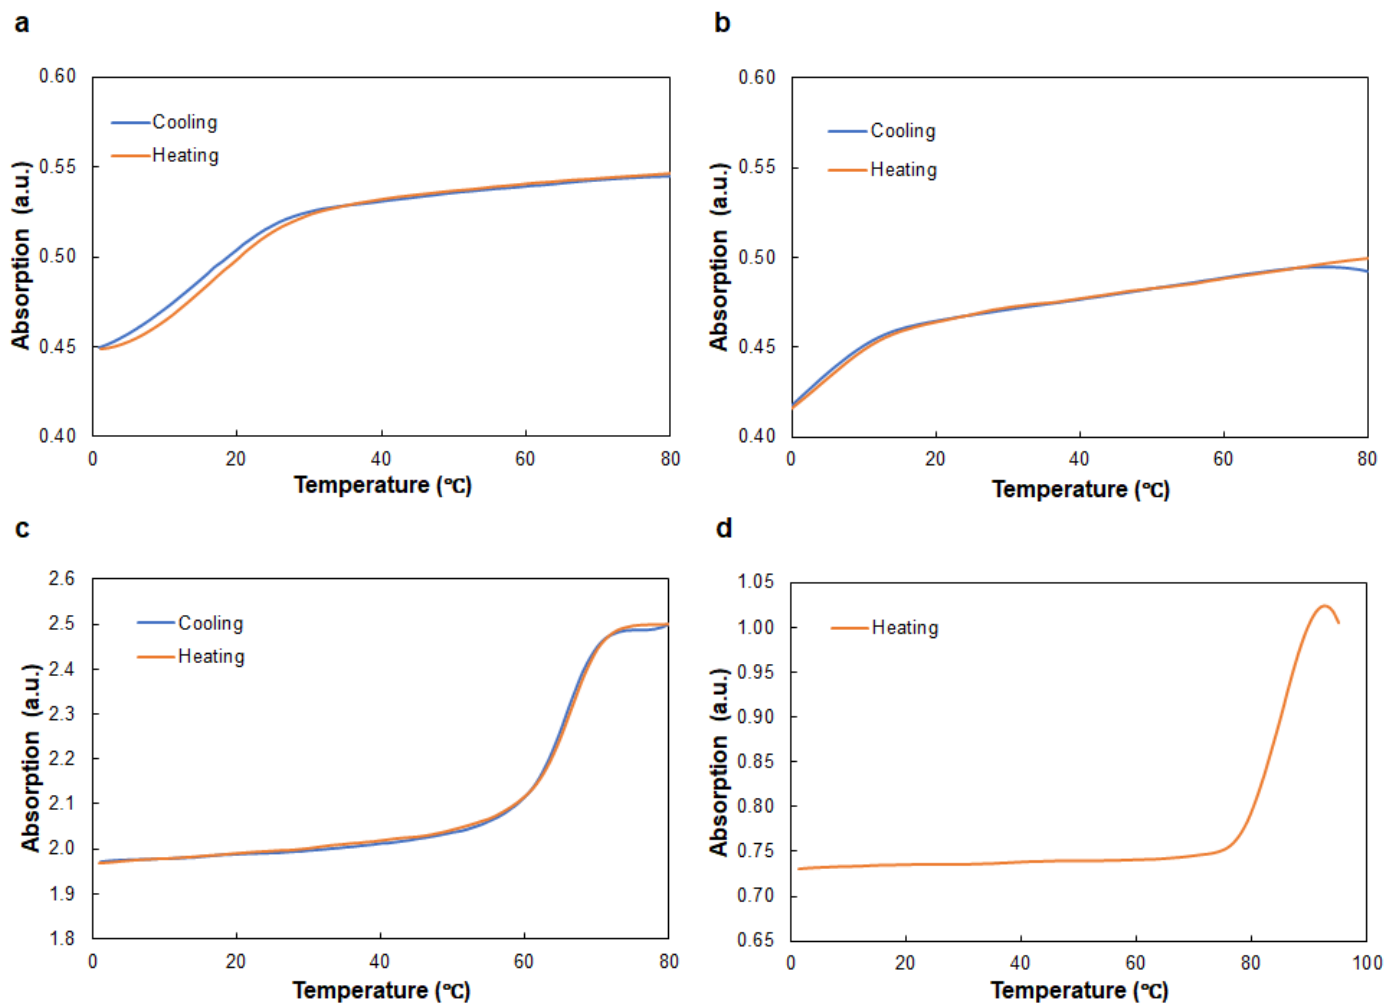 a
0.60
0.55
0.50
0.45
0.40
Absorption (a.u.)
Cooling
Heating
0 20 40 60 80
Temperature (℃)
b
0.60
0.55
0.50
0.45
0.40
Absorption (a.u.)
Cooling
Heating
0 20 40 60 80
Temperature (℃)
c
2.6
2.5
2.4
2.3
2.2
2.1
2.0
1.9
1.8
Absorption (a.u.)
Cooling
Heating
0 20 40 60 80
Temperature (℃)
d
1.05
1.00
0.95
0.90
0.85
0.80
0.75
0.70
0.65
Absorption (a.u.)
Heating
0 20 40 60 80 100
Temperature (℃)